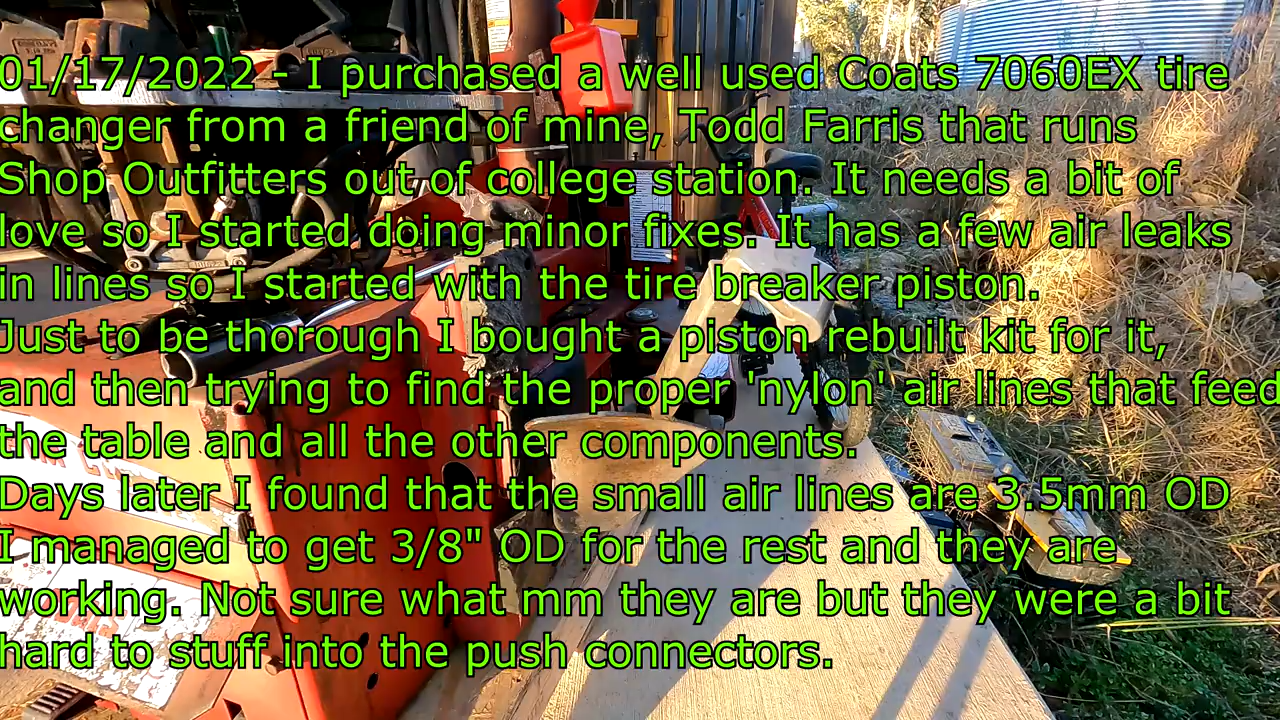 01/17/2022 - I purchased a well used Coats 7060EX tire
changer from a friend of mine, Todd Farris that runs
Shop Outfitters out of college station. It needs a bit of
love so I started doing minor fixes. It has a few air leaks
in lines so I started with the tire breaker piston.
Just to be thorough I bought a piston rebuilt kit for it,
and then trying to find the proper 'nylon' air lines that feed
the table and all the other components.
Days later I found that the small air lines are 3.5mm OD
I managed to get 3/8" OD for the rest and they are
working. Not sure what mm they are but they were a bit
hard to stuff into the push connectors.